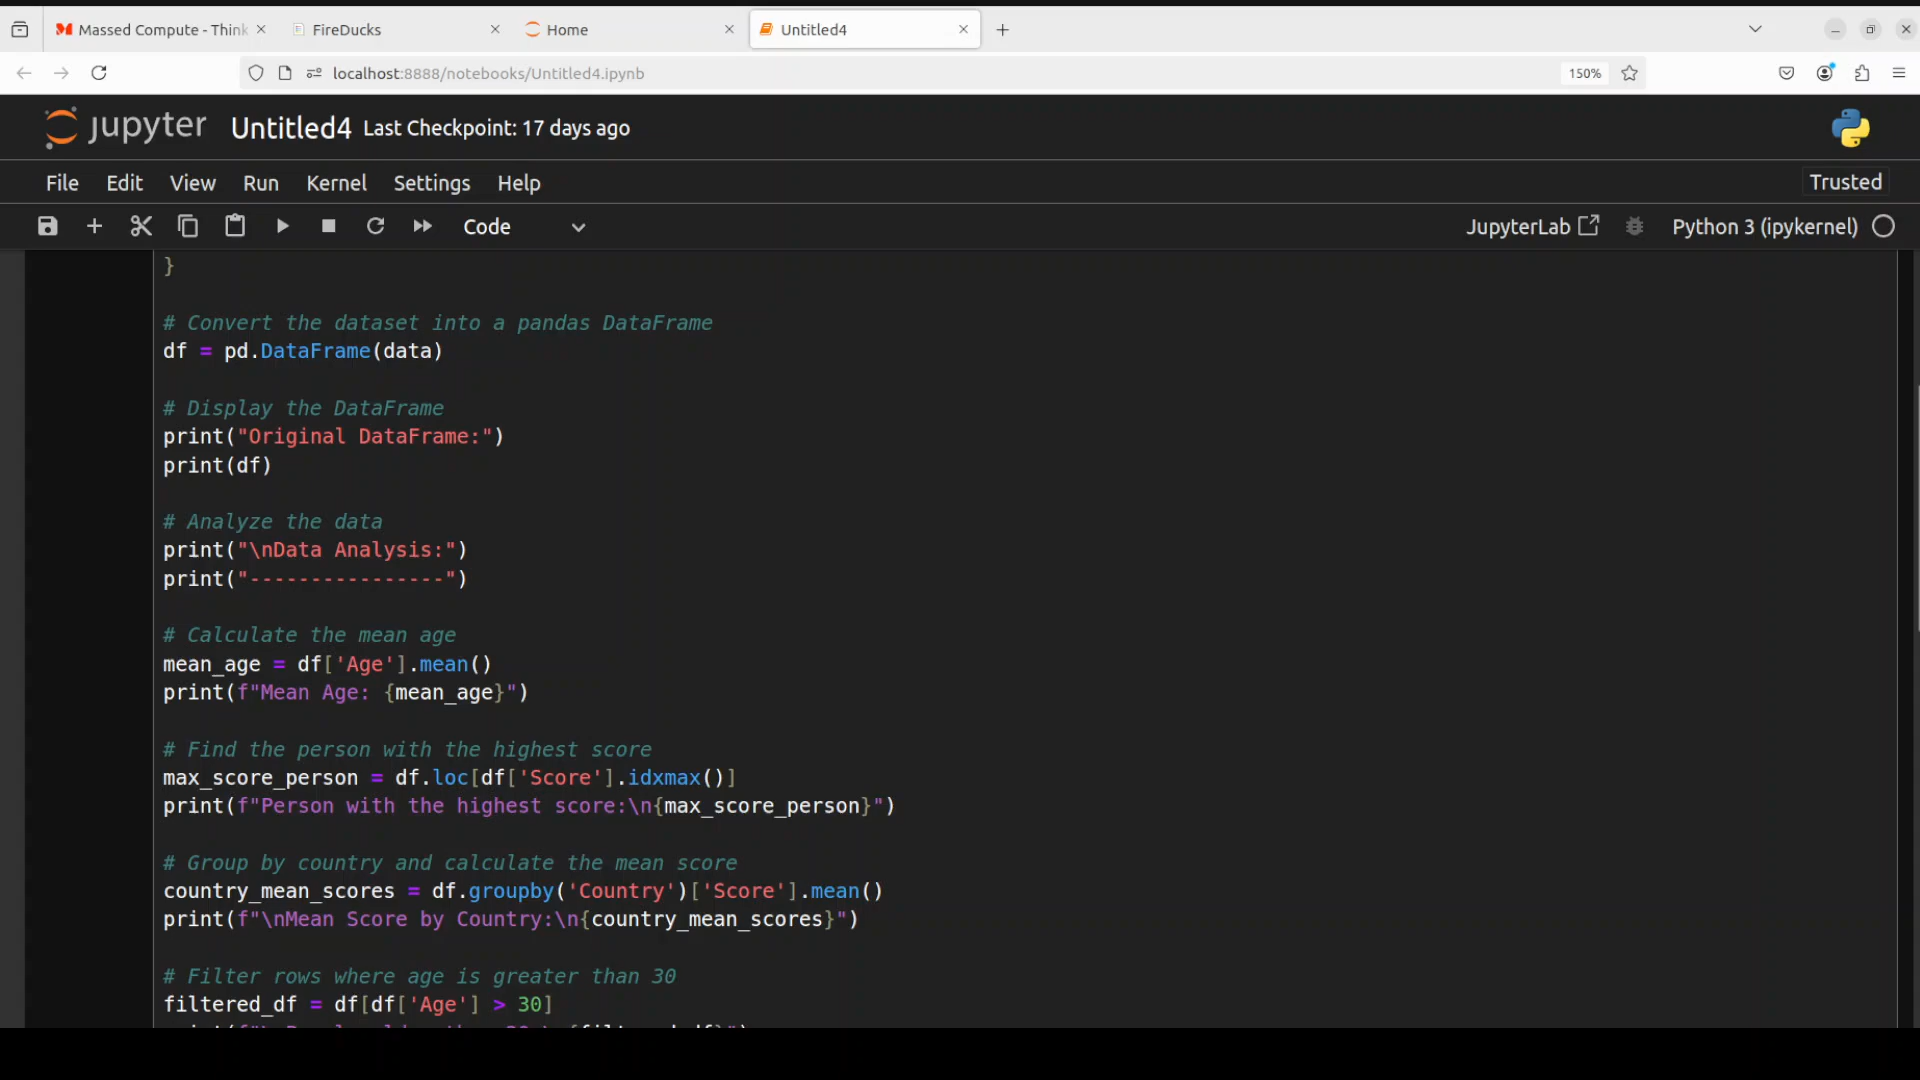 Massed Compute - Think
FireDucks
Home
Untitled4
localhost:8888/notebooks/Untitled4.ipynb
150%
jupyter
Untitled4 Last Checkpoint: 17 days ago
File Edit View Run Kernel Settings Help
Trusted
Code
JupyterLab
Python 3 (ipykernel)
}
# Convert the dataset into a pandas DataFrame
df = pd.DataFrame(data)
# Display the DataFrame
print("Original DataFrame:")
print(df)
# Analyze the data
print("\nData Analysis:")
print("----------------")
# Calculate the mean age
mean_age = df['Age'].mean()
print(f"Mean Age: {mean_age}")
# Find the person with the highest score
max_score_person = df.loc[df['Score'].idxmax()]
print(f"Person with the highest score:\n{max_score_person}")
# Group by country and calculate the mean score
country_mean_scores = df.groupby('Country')['Score'].mean()
print(f"\nMean Score by Country:\n{country_mean_scores}")
# Filter rows where age is greater than 30
filtered_df = df[df['Age'] > 30]